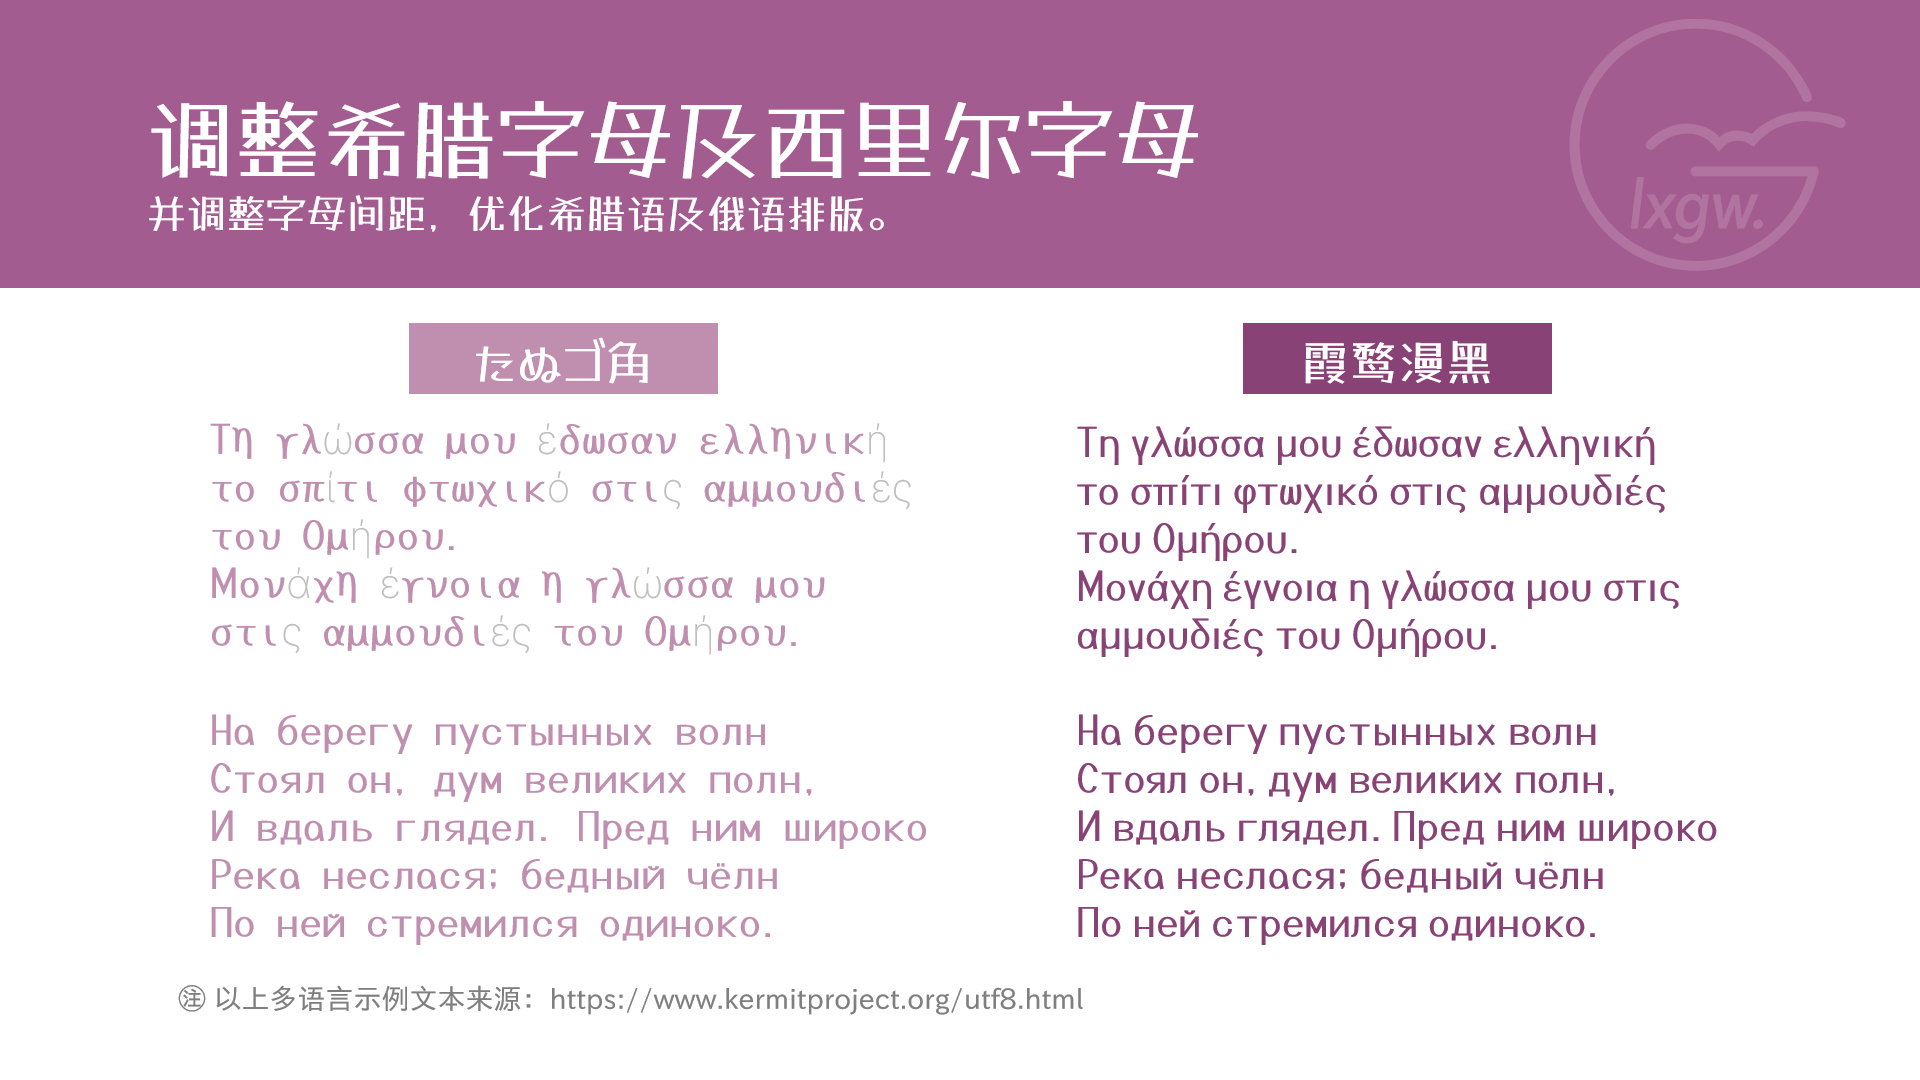 调整希腊字母及西里尔字母
并调整字母间距，优化希腊语及俄语排版。
lxgw.
たぬゴ角
Τη γλώσσα μου έδωσαν ελληνική
το σπίτι φτωχικό στις αμμουδιές
του Ομήρου.
Μονάχη έγνοια η γλώσσα μου
στις αμμουδιές του Ομήρου.
На берегу пустынных волн
Стоял он, дум великих полн,
И вдаль глядел. Пред ним широко
Река неслася; бедный чёлн
По ней стремился одиноко.
霞鹜漫黑
Τη γλώσσα μου έδωσαν ελληνική
το σπίτι φτωχικό στις αμμουδιές
του Ομήρου.
Μονάχη έγνοια η γλώσσα μου στις
αμμουδιές του Ομήρου.
На берегу пустынных волн
Стоял он, дум великих полн,
И вдаль глядел. Пред ним широко
Река неслася; бедный чёлн
По ней стремился одиноко.
㊟ 以上多语言示例文本来源：https://www.kermitproject.org/utf8.html